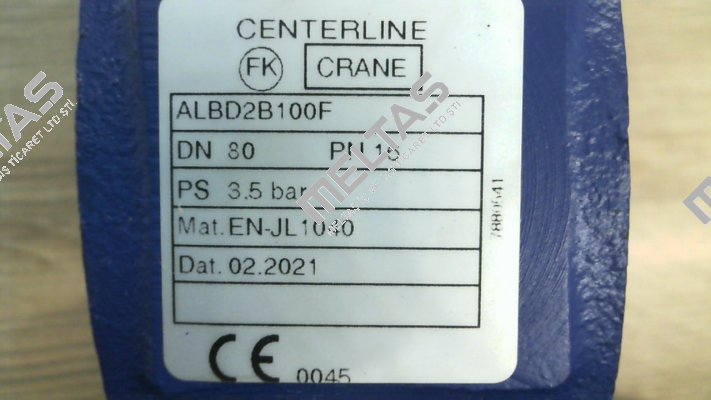 CENTERLINE
FK CRANE
ALBD2B100F
DN 80 PN 16
PS 3.5 bar
Mat. EN-JL1040
Dat. 02.2021
CE 0045
MELTAS